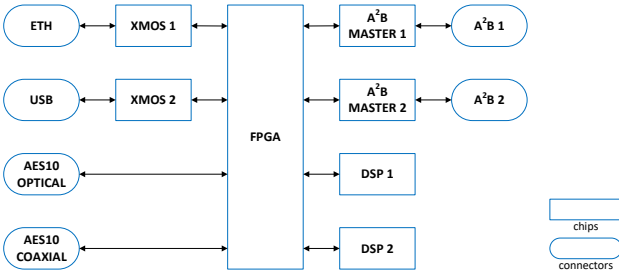 ETH
XMOS 1
A²B
MASTER 1
A²B 1
USB
XMOS 2
A²B
MASTER 2
A²B 2
FPGA
AES10
OPTICAL
DSP 1
AES10
COAXIAL
DSP 2
chips
connectors